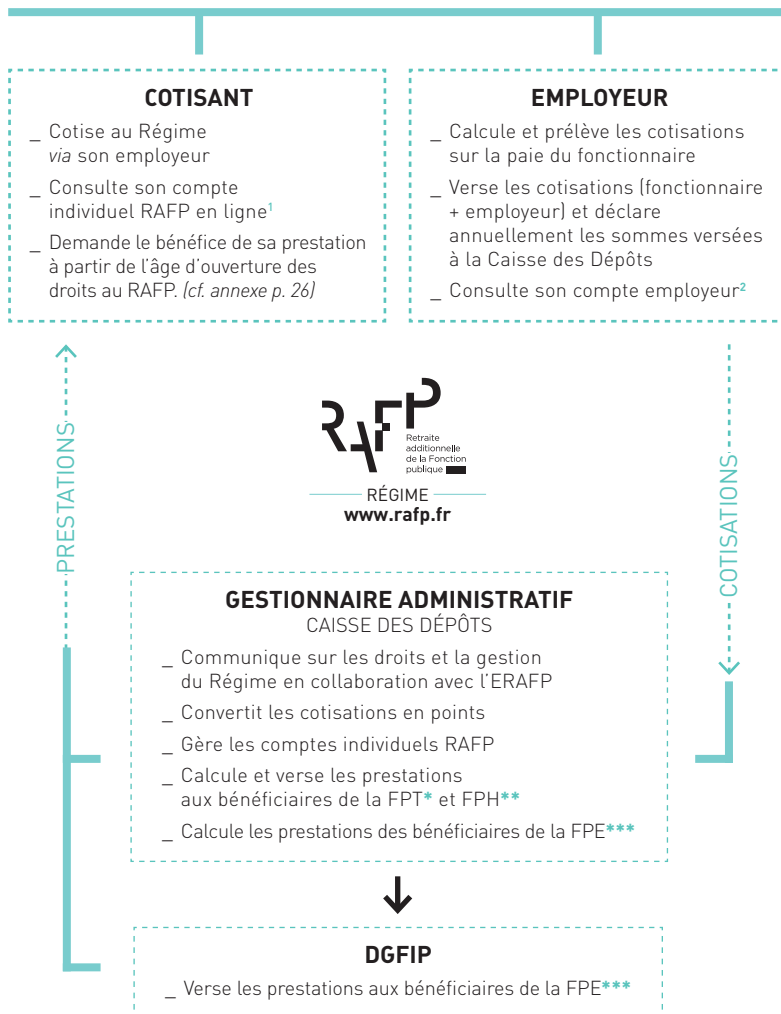 COTISANT
_ Cotise au Régime
via son employeur
_ Consulte son compte
individuel RAFP en ligne¹
_ Demande le bénéfice de sa prestation
à partir de l'âge d'ouverture des
droits au RAFP. (cf. annexe p. 26)
EMPLOYEUR
_ Calcule et prélève les cotisations
sur la paie du fonctionnaire
_ Verse les cotisations (fonctionnaire
+ employeur) et déclare
annuellement les sommes versées
à la Caisse des Dépôts
_ Consulte son compte employeur²
PRESTATIONS
RAFP
Retraite
additionnelle
de la Fonction
publique
RÉGIME
www.rafp.fr
COTISATIONS
GESTIONNAIRE ADMINISTRATIF
CAISSE DES DÉPÔTS
_ Communique sur les droits et la gestion
du Régime en collaboration avec l'ERAFP
_ Convertit les cotisations en points
_ Gère les comptes individuels RAFP
_ Calcule et verse les prestations
aux bénéficiaires de la FPT* et FPH**
_ Calcule les prestations des bénéficiaires de la FPE***
DGFIP
_ Verse les prestations aux bénéficiaires de la FPE***